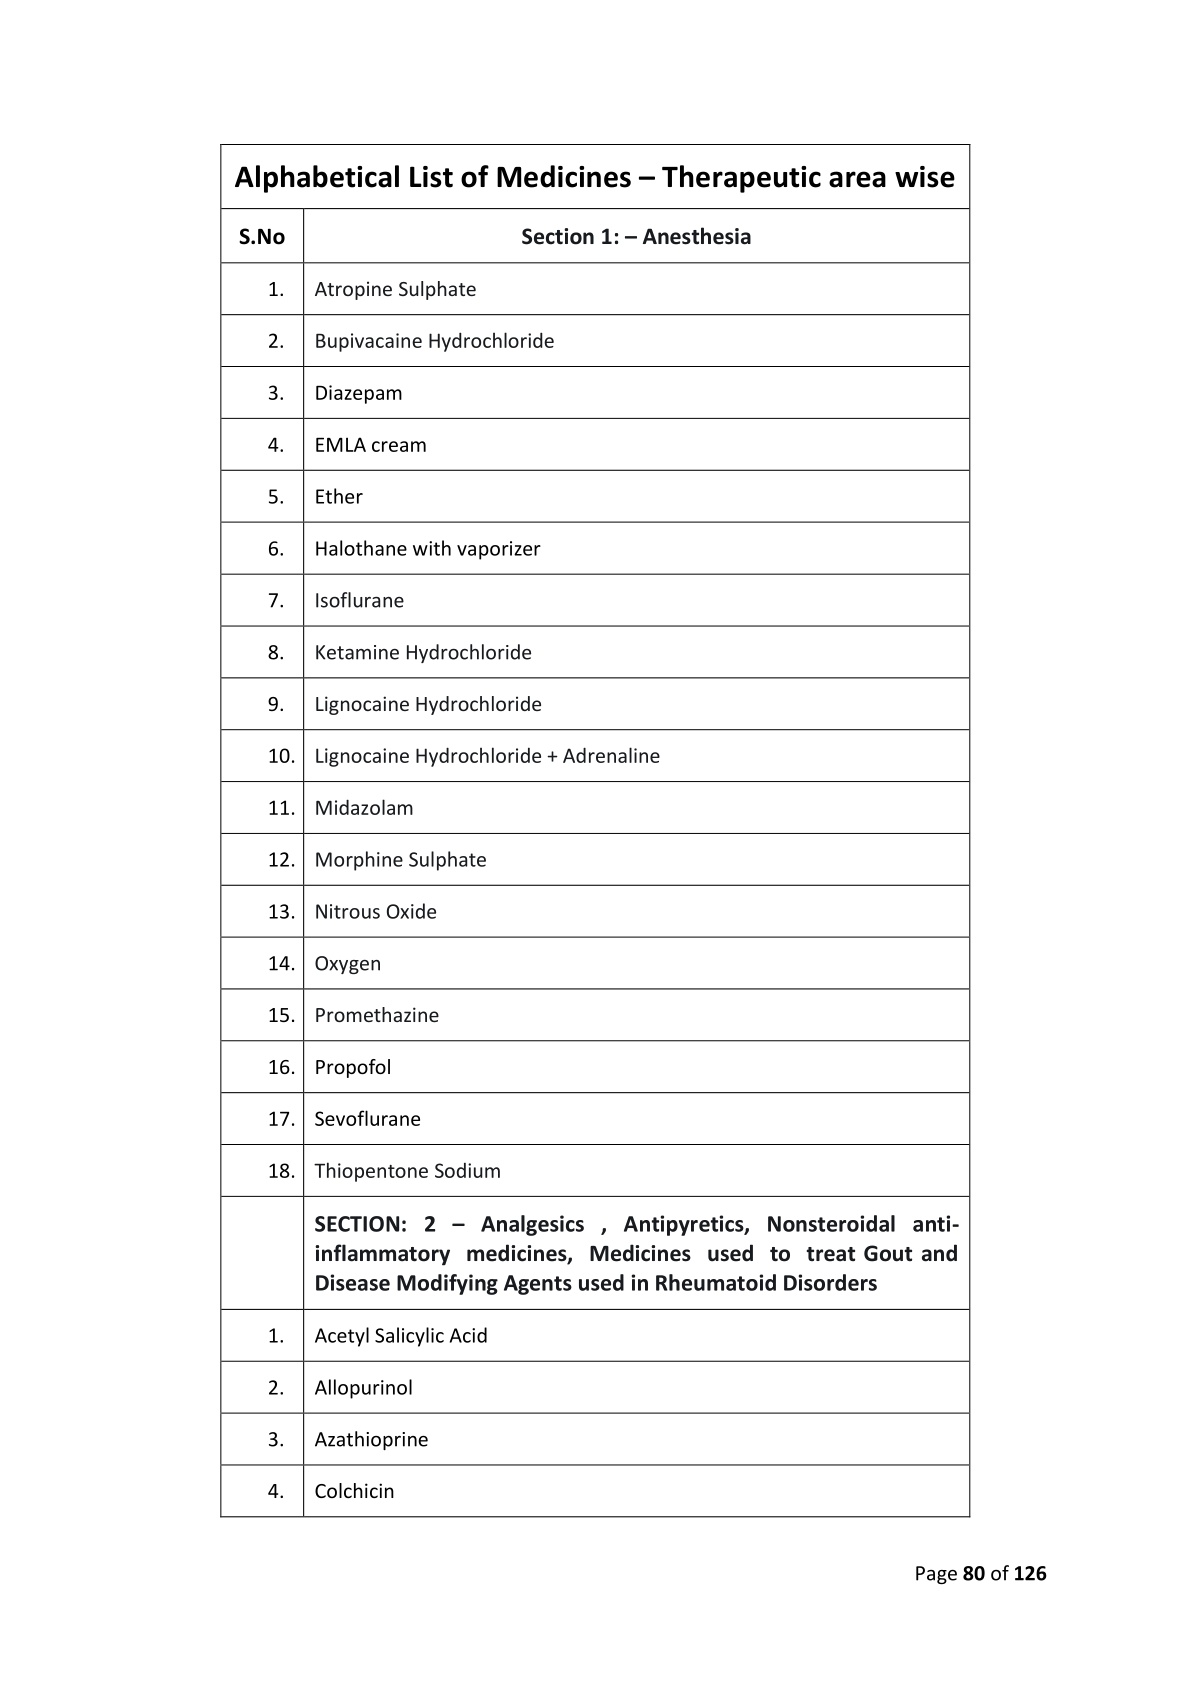 Alphabetical List of Medicines – Therapeutic area wise
S.No Section 1: – Anesthesia
1. Atropine Sulphate
2. Bupivacaine Hydrochloride
3. Diazepam
4. EMLA cream
5. Ether
6. Halothane with vaporizer
7. Isoflurane
8. Ketamine Hydrochloride
9. Lignocaine Hydrochloride
10. Lignocaine Hydrochloride + Adrenaline
11. Midazolam
12. Morphine Sulphate
13. Nitrous Oxide
14. Oxygen
15. Promethazine
16. Propofol
17. Sevoflurane
18. Thiopentone Sodium
SECTION: 2 – Analgesics , Antipyretics, Nonsteroidal anti-
inflammatory medicines, Medicines used to treat Gout and
Disease Modifying Agents used in Rheumatoid Disorders
1. Acetyl Salicylic Acid
2. Allopurinol
3. Azathioprine
4. Colchicin
Page 80 of 126